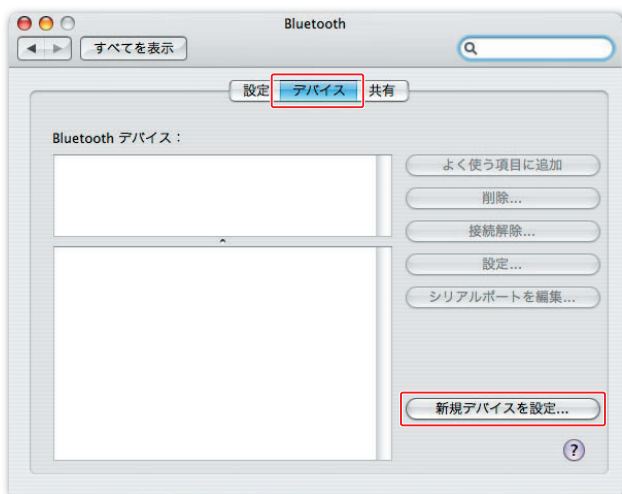 Bluetooth
すべてを表示
設定 デバイス 共有
Bluetooth デバイス：
よく使う項目に追加
削除...
接続解除...
設定...
シリアルポートを編集...
新規デバイスを設定...
?